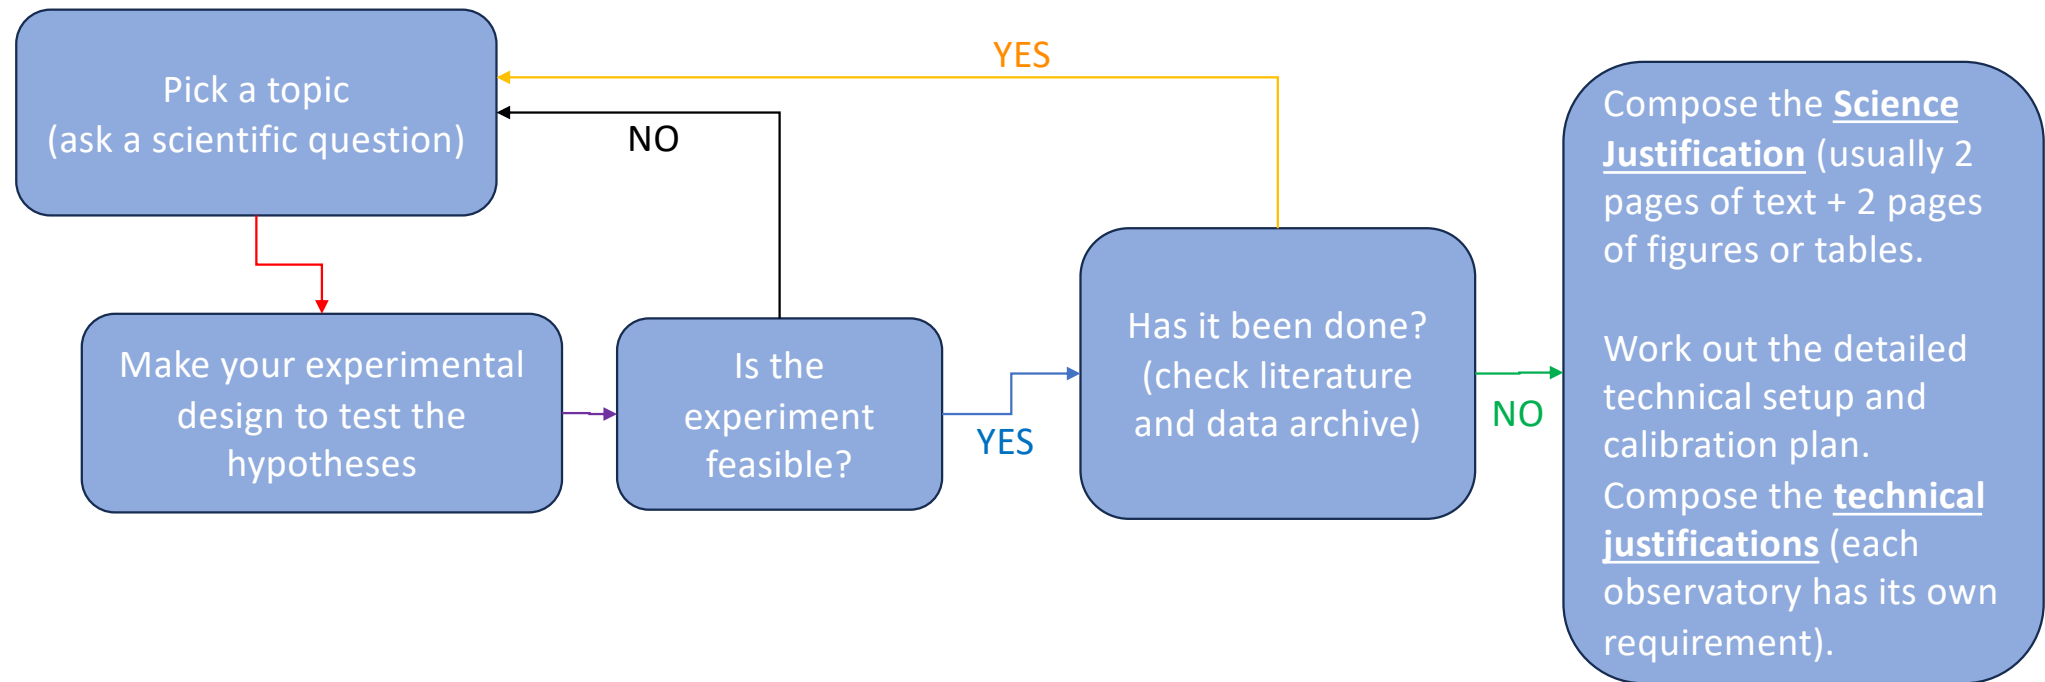 Pick a topic
(ask a scientific question)
YES
NO
Make your experimental
design to test the
hypotheses
Is the
experiment
feasible?
YES
Has it been done?
(check literature
and data archive)
NO
Compose the Science
Justification (usually 2
pages of text + 2 pages
of figures or tables.
Work out the detailed
technical setup and
calibration plan.
Compose the technical
justifications (each
observatory has its own
requirement).